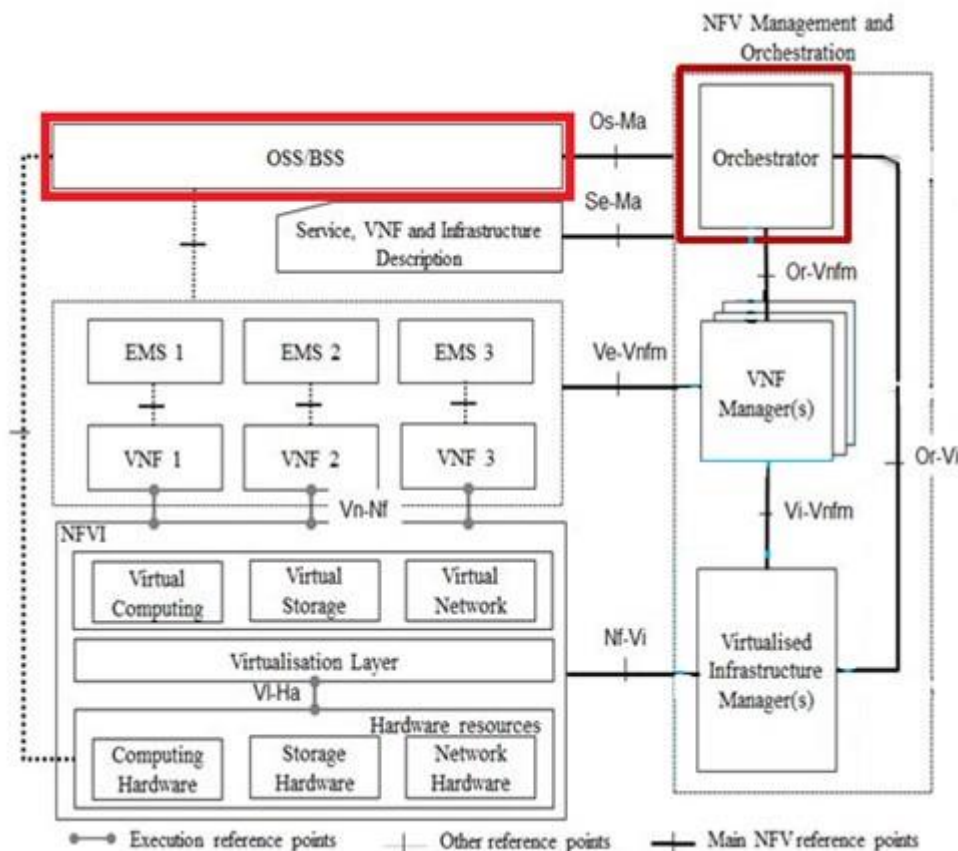 NFV Management and
Orchestration
Os-Ma
OSS/BSS
Orchestrator
Se-Ma
Service, VNF and Infrastructure
Description
Or-Vnfm
EMS 1
EMS 2
EMS 3
Ve-Vnfm
VNF
Manager(s)
VNF 1
VNF 2
VNF 3
Or-Vi
Vn-Nf
Vi-Vnfm
NFVI
Virtual
Computing
Virtual
Storage
Virtual
Network
Nf-Vi
Virtualised
Infrastructure
Manager(s)
Virtualisation Layer
Vl-Ha
Hardware resources
Computing
Hardware
Storage
Hardware
Network
Hardware
Execution reference points
Other reference points
Main NFV reference points